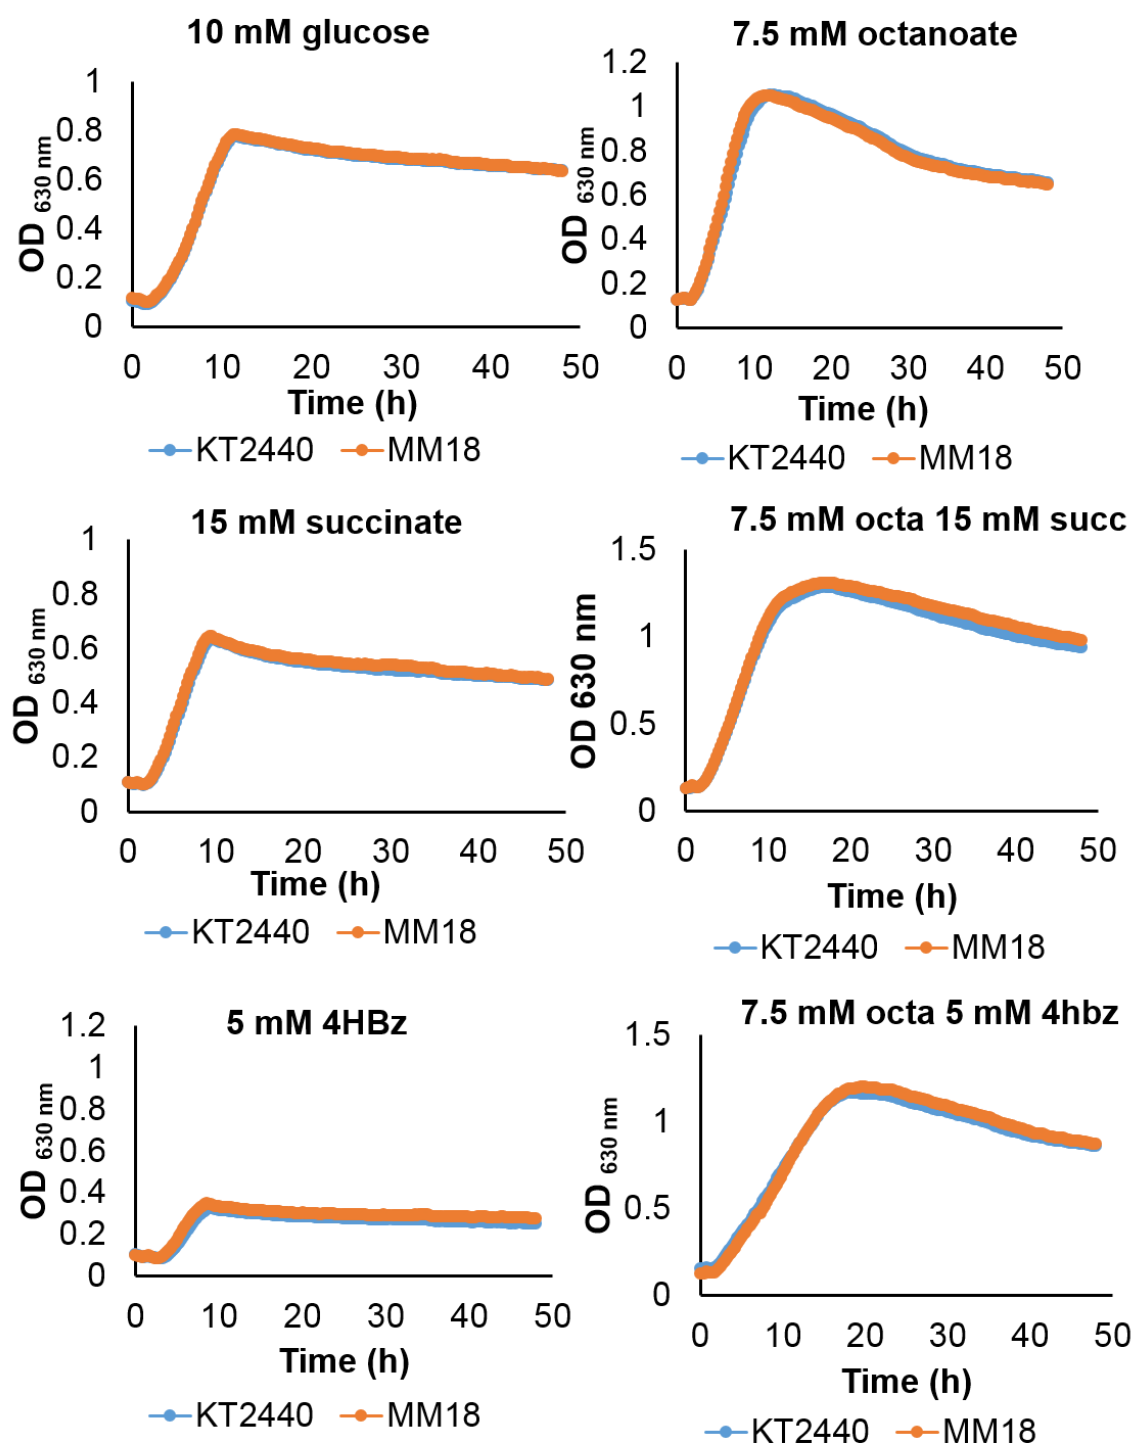 10 mM glucose
1
0.8
0.6
0.4
0.2
0
OD 630 nm
0 10 20 30 40 50
Time (h)
KT2440 MM18
7.5 mM octanoate
1.2
1
0.8
0.6
0.4
0.2
0
OD 630 nm
0 10 20 30 40 50
Time (h)
KT2440 MM18
15 mM succinate
1
0.8
0.6
0.4
0.2
0
OD 630 nm
0 10 20 30 40 50
Time (h)
KT2440 MM18
7.5 mM octa 15 mM succ
1.5
1
0.5
0
OD 630 nm
0 10 20 30 40 50
Time (h)
KT2440 MM18
5 mM 4HBz
1.2
1
0.8
0.6
0.4
0.2
0
OD 630 nm
0 10 20 30 40 50
Time (h)
KT2440 MM18
7.5 mM octa 5 mM 4hbz
1.5
1
0.5
0
OD 630 nm
0 10 20 30 40 50
Time (h)
KT2440 MM18